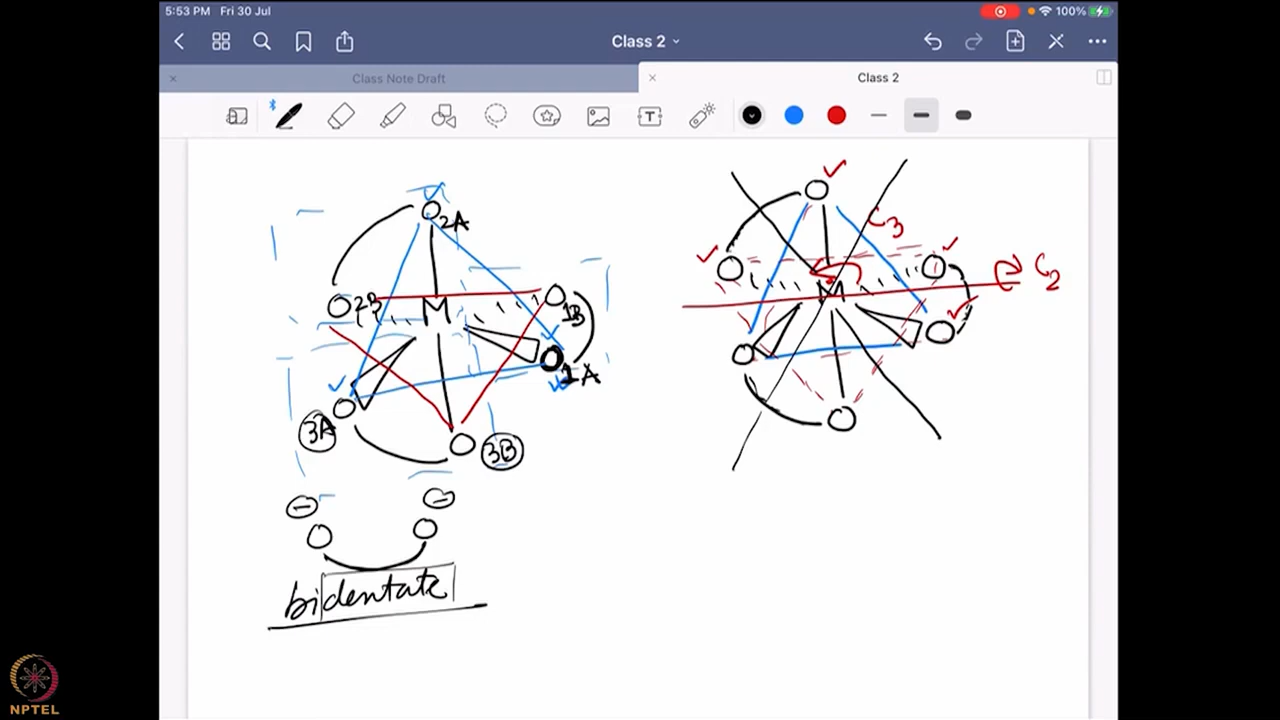 5:53 PM Fri 30 Jul
100%
Class 2
Class Note Draft
Class 2
T
O 2A
O
C3
O
O
O 2B
M
O 1B
M
C2
O
O 1A
O
O
3A
O 3B
O
O
O
bidentate
NPTEL